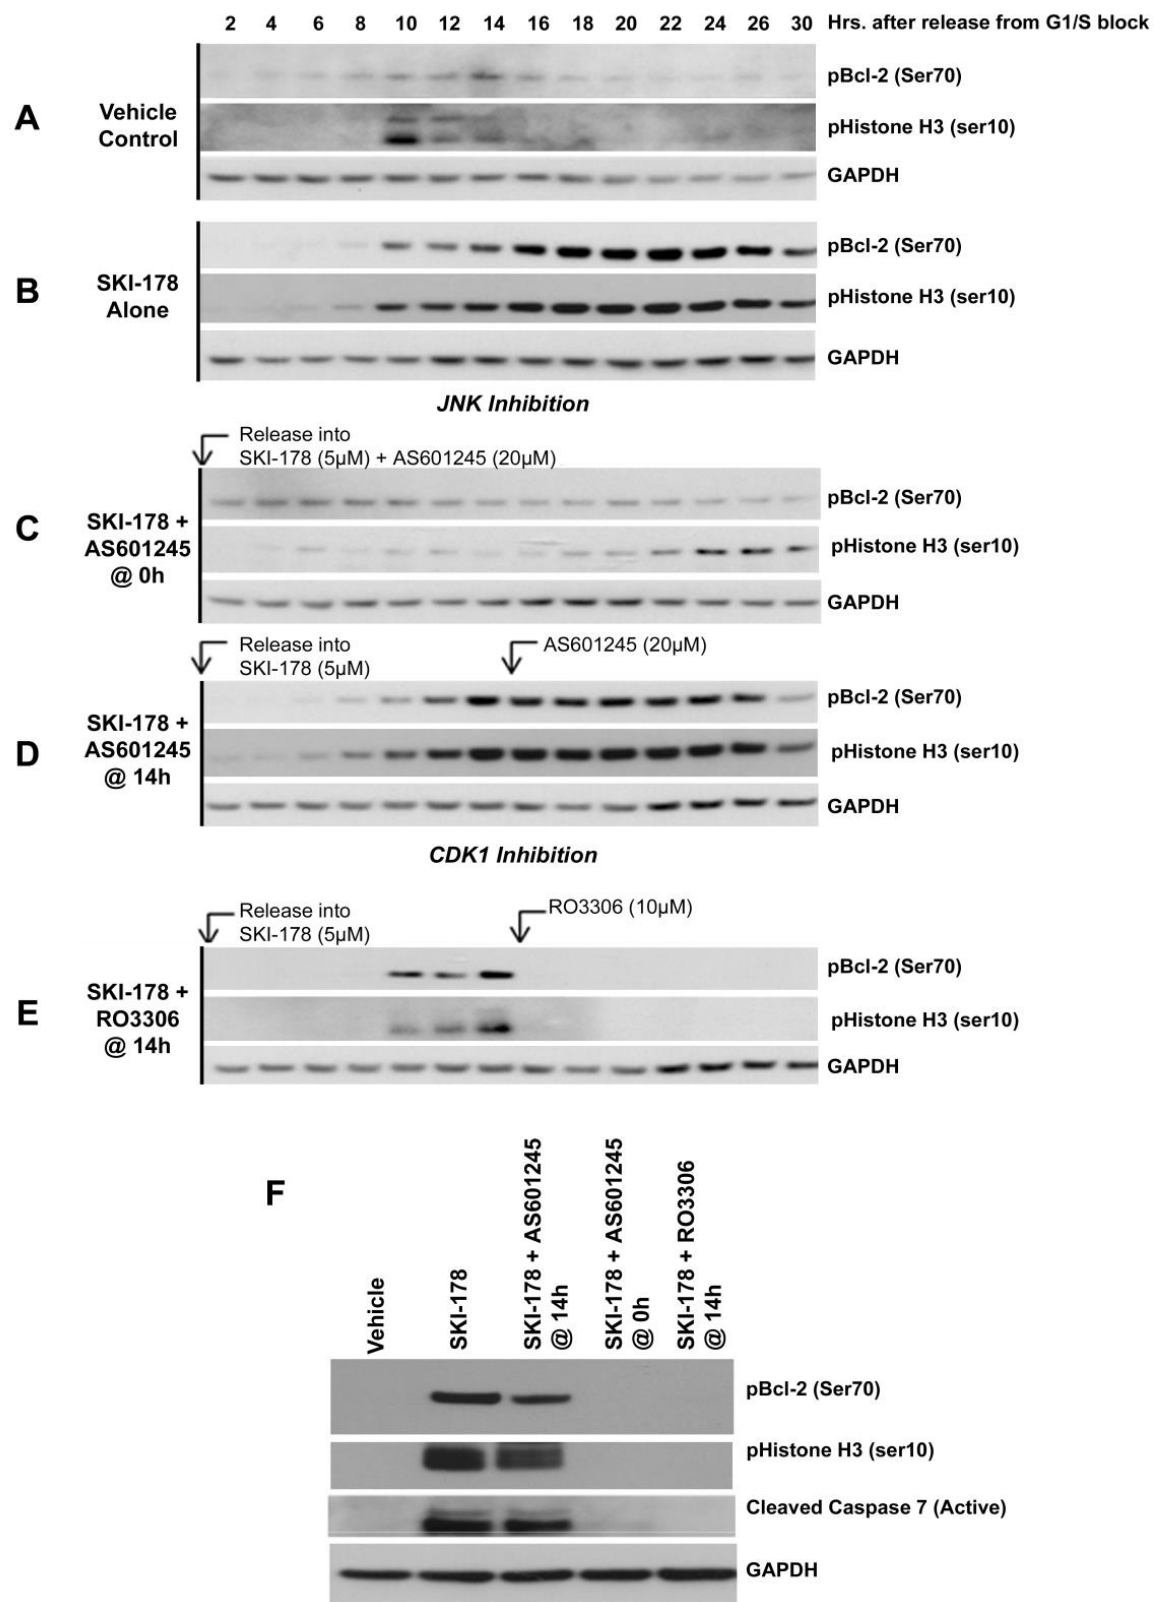 2 4 6 8 10 12 14 16 18 20 22 24 26 30 Hrs. after release from G1/S block
A
Vehicle
Control
pBcl-2 (Ser70)
pHistone H3 (ser10)
GAPDH
B
SKI-178
Alone
pBcl-2 (Ser70)
pHistone H3 (ser10)
GAPDH
JNK Inhibition
Release into
SKI-178 (5µM) + AS601245 (20µM)
C
SKI-178 +
AS601245
@ 0h
pBcl-2 (Ser70)
pHistone H3 (ser10)
GAPDH
Release into
SKI-178 (5µM)
AS601245 (20µM)
D
SKI-178 +
AS601245
@ 14h
pBcl-2 (Ser70)
pHistone H3 (ser10)
GAPDH
CDK1 Inhibition
Release into
SKI-178 (5µM)
RO3306 (10µM)
E
SKI-178 +
RO3306
@ 14h
pBcl-2 (Ser70)
pHistone H3 (ser10)
GAPDH
F
Vehicle
SKI-178
SKI-178 + AS601245
@ 14h
SKI-178 + AS601245
@ 0h
SKI-178 + RO3306
@ 14h
pBcl-2 (Ser70)
pHistone H3 (ser10)
Cleaved Caspase 7 (Active)
GAPDH